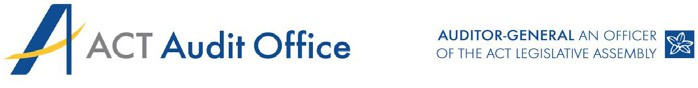 ACT Audit Office
AUDITOR-GENERAL AN OFFICER
OF THE ACT LEGISLATIVE ASSEMBLY